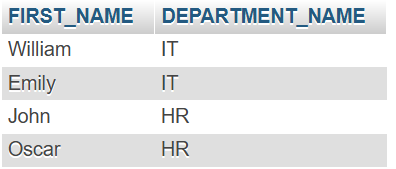 FIRST_NAME DEPARTMENT_NAME
William IT
Emily IT
John HR
Oscar HR